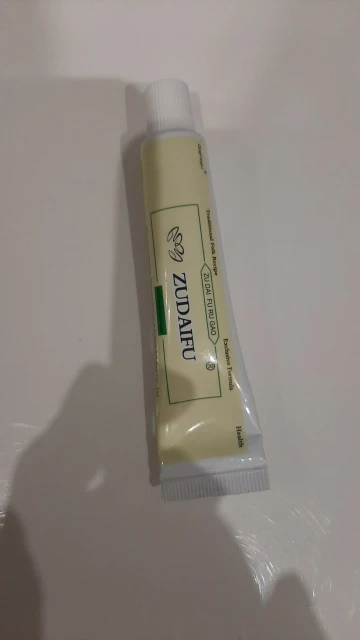 Traditional Folk Recipe
ZU DAI FU RU GAO
ZUDAIFU®
Exclusive Formula
Health